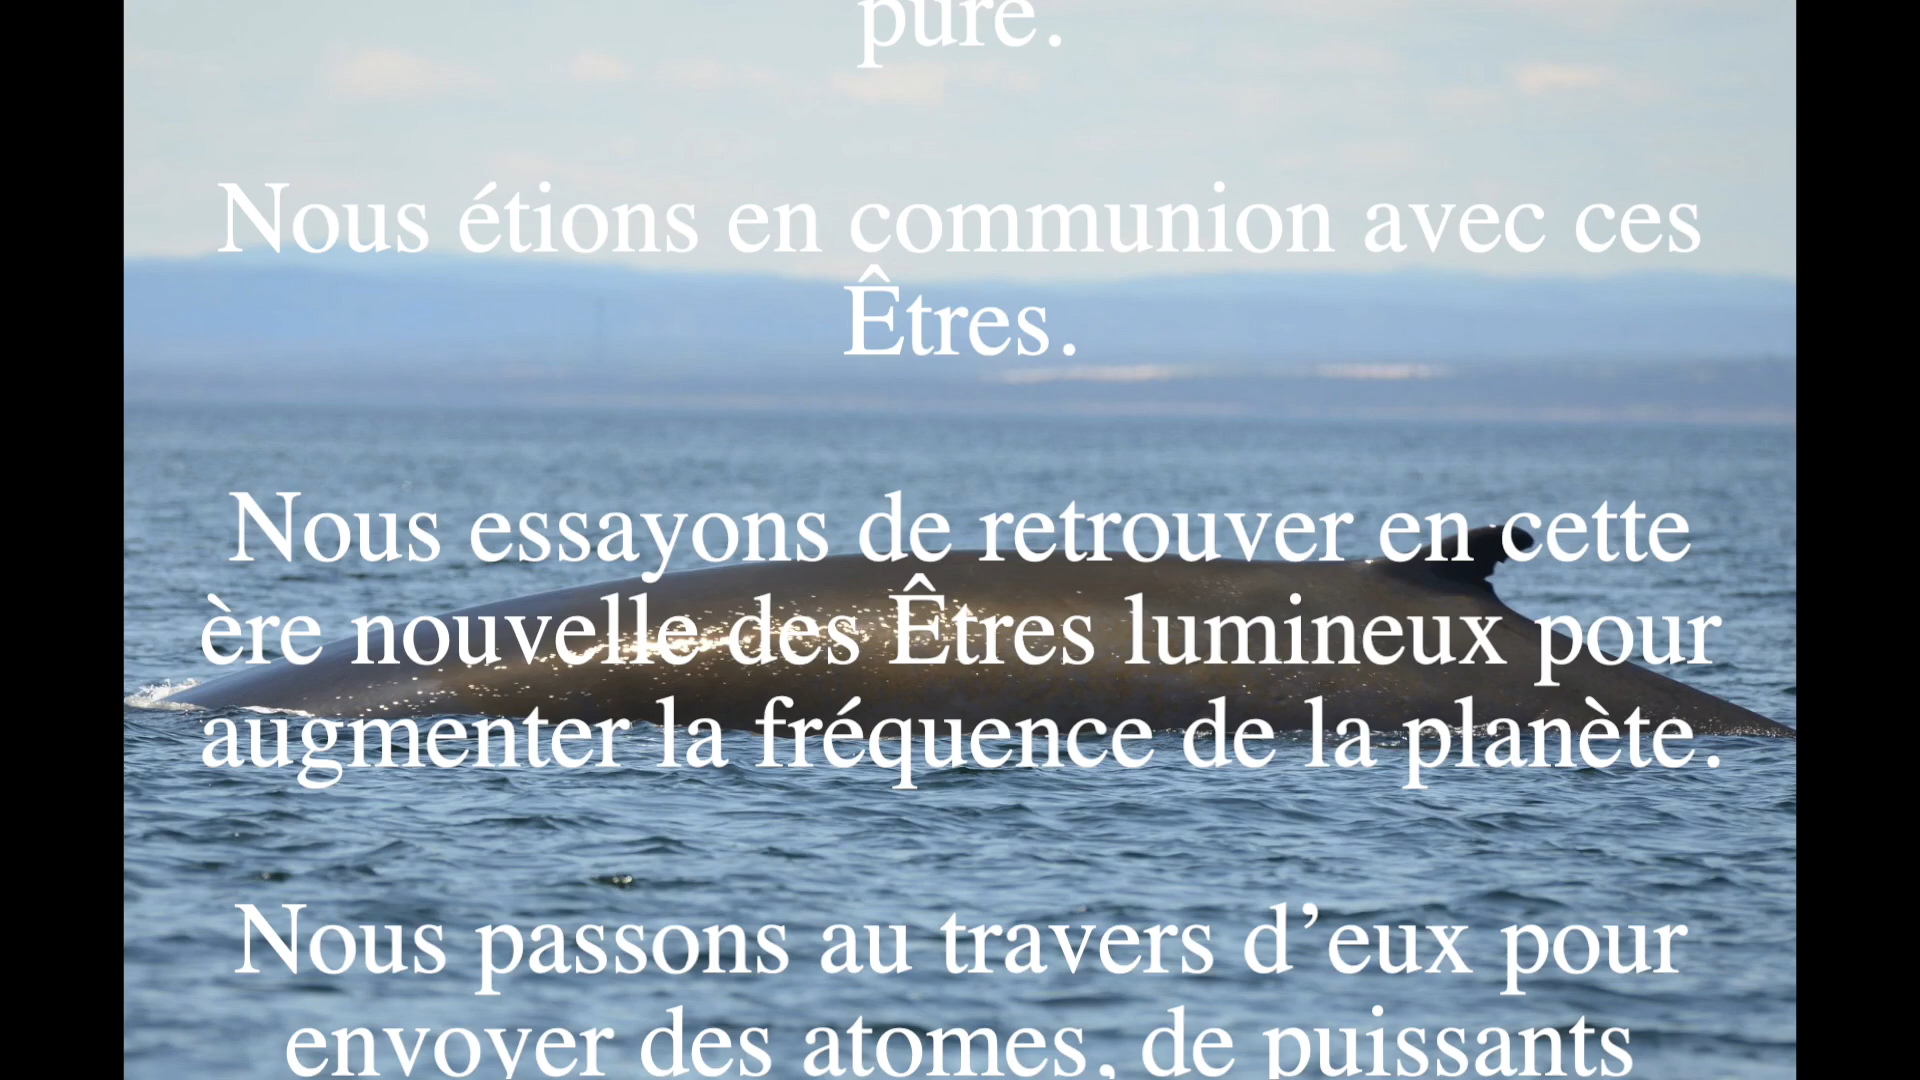 pure.
Nous étions en communion avec ces
Êtres.
Nous essayons de retrouver en cette
ère nouvelle des Êtres lumineux pour
augmenter la fréquence de la planète.
Nous passons au travers d’eux pour
envoyer des atomes, de puissants